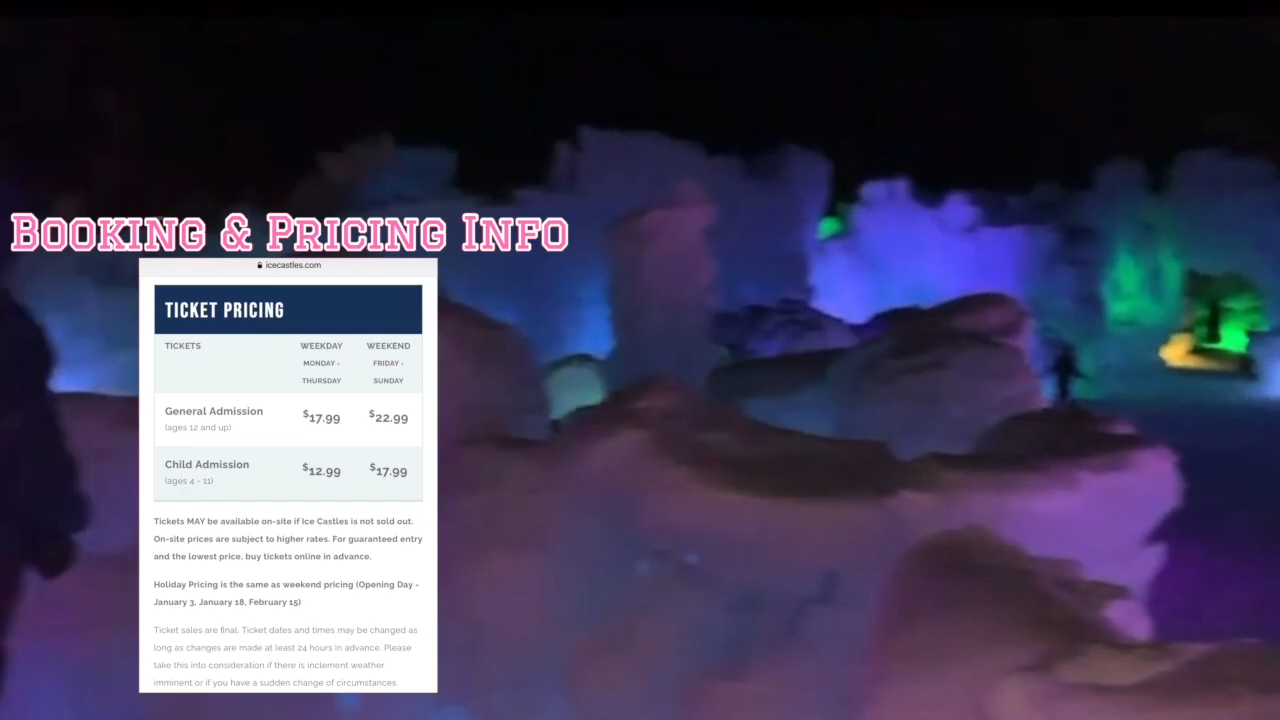 Booking & Pricing Info
icecastles.com
TICKET PRICING
TICKETS WEEKDAY WEEKEND
MONDAY - FRIDAY -
THURSDAY SUNDAY
General Admission $17.99 $22.99
(ages 12 and up)
Child Admission $12.99 $17.99
(ages 4 - 11)
Tickets MAY be available on-site if Ice Castles is not sold out.
On-site prices are subject to higher rates. For guaranteed entry
and the lowest price, buy tickets online in advance.
Holiday Pricing is the same as weekend pricing (Opening Day -
January 3, January 18, February 15)
Ticket sales are final. Ticket dates and times may be changed as
long as changes are made at least 24 hours in advance. Please
take this into consideration if there is inclement weather
imminent or if you have a sudden change of circumstances.